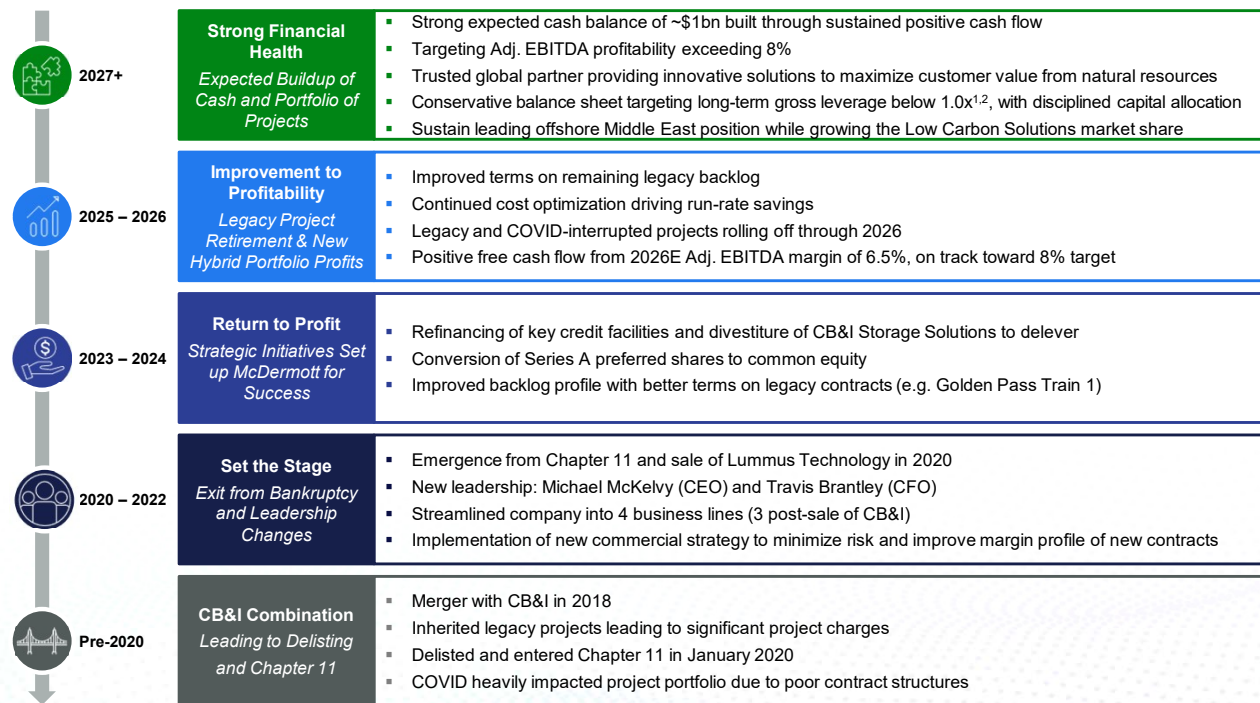 2027+
Strong Financial
Health
Expected Buildup of
Cash and Portfolio of
Projects
▪ Strong expected cash balance of ~$1bn built through sustained positive cash flow
▪ Targeting Adj. EBITDA profitability exceeding 8%
▪ Trusted global partner providing innovative solutions to maximize customer value from natural resources
▪ Conservative balance sheet targeting long-term gross leverage below 1.0x1,2, with disciplined capital allocation
▪ Sustain leading offshore Middle East position while growing the Low Carbon Solutions market share
2025 – 2026
Improvement to
Profitability
Legacy Project
Retirement & New
Hybrid Portfolio Profits
▪ Improved terms on remaining legacy backlog
▪ Continued cost optimization driving run-rate savings
▪ Legacy and COVID-interrupted projects rolling off through 2026
▪ Positive free cash flow from 2026E Adj. EBITDA margin of 6.5%, on track toward 8% target
2023 – 2024
Return to Profit
Strategic Initiatives Set
up McDermott for
Success
▪ Refinancing of key credit facilities and divestiture of CB&I Storage Solutions to delever
▪ Conversion of Series A preferred shares to common equity
▪ Improved backlog profile with better terms on legacy contracts (e.g. Golden Pass Train 1)
2020 – 2022
Set the Stage
Exit from Bankruptcy
and Leadership
Changes
▪ Emergence from Chapter 11 and sale of Lummus Technology in 2020
▪ New leadership: Michael McKelvy (CEO) and Travis Brantley (CFO)
▪ Streamlined company into 4 business lines (3 post-sale of CB&I)
▪ Implementation of new commercial strategy to minimize risk and improve margin profile of new contracts
Pre-2020
CB&I Combination
Leading to Delisting
and Chapter 11
▪ Merger with CB&I in 2018
▪ Inherited legacy projects leading to significant project charges
▪ Delisted and entered Chapter 11 in January 2020
▪ COVID heavily impacted project portfolio due to poor contract structures